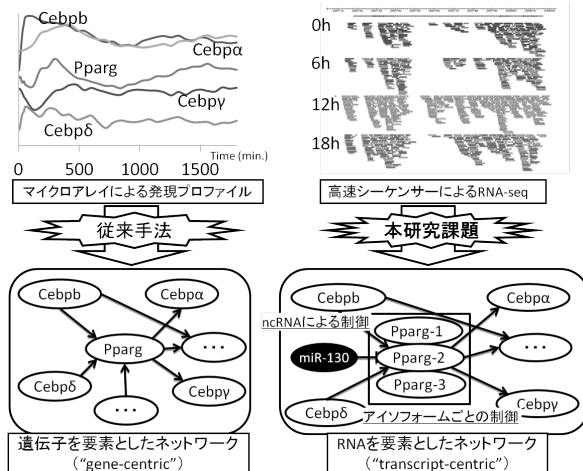 Cebpb
Cebpα
Pparg
Cebpγ
Cebpδ
0
500
1000
1500
Time (min.)
マイクロアレイによる発現プロファイル
従来手法
Cebpb
Cebpα
Pparg
・・・
Cebpδ
Cebpγ
・・・
遺伝子を要素としたネットワーク
(“gene-centric”)
0h
6h
12h
18h
高速シーケンサーによるRNA-seq
本研究課題
Cebpb
Cebpα
ncRNAによる制御
Pparg-1
・・・
miR-130
Pparg-2
Pparg-3
Cebpδ
Cebpγ
アイソフォームごとの制御
RNAを要素としたネットワーク
(“transcript-centric”)